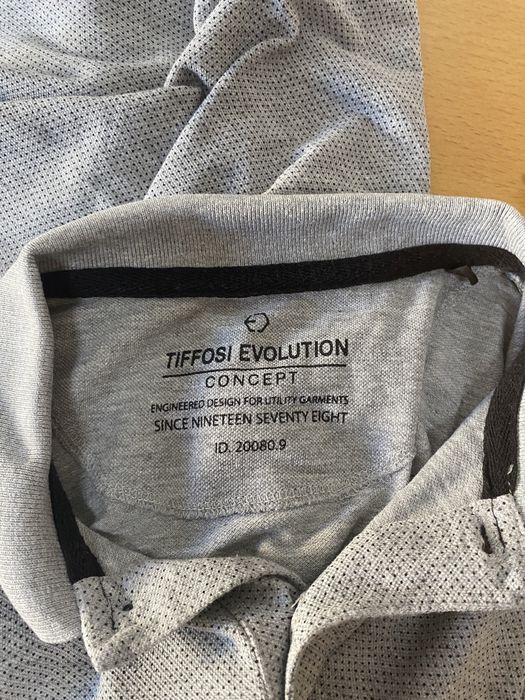 TIFFOSI EVOLUTION
CONCEPT
ENGINEERED DESIGN FOR UTILITY GARMENTS
SINCE NINETEEN SEVENTY EIGHT
ID. 20080.9